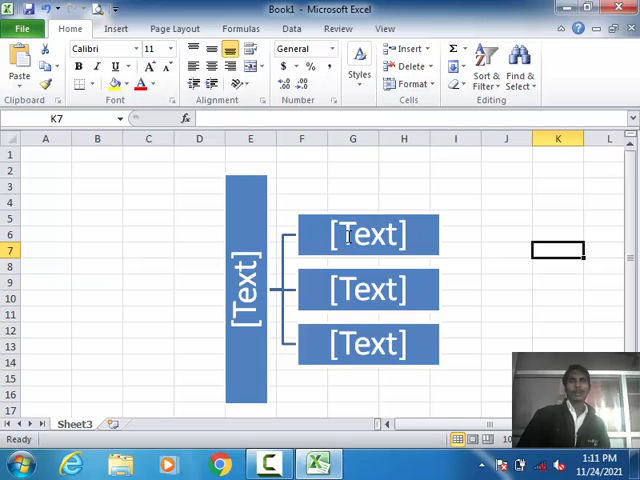 Book1 - Microsoft Excel
File Home Insert Page Layout Formulas Data Review View
Calibri 11 General Insert Σ
Paste B I U A $ % , Styles Delete Sort & Filter Find & Select
Format
Clipboard Font Alignment Number Cells Editing
K7 fx
A B C D E F G H I J K L
1
2
3
4
5
6
7
8
9
10
11
12
13
14
15
16
17
[Text]
[Text]
[Text]
[Text]
Sheet3
Ready 10
1:11 PM
11/24/2021